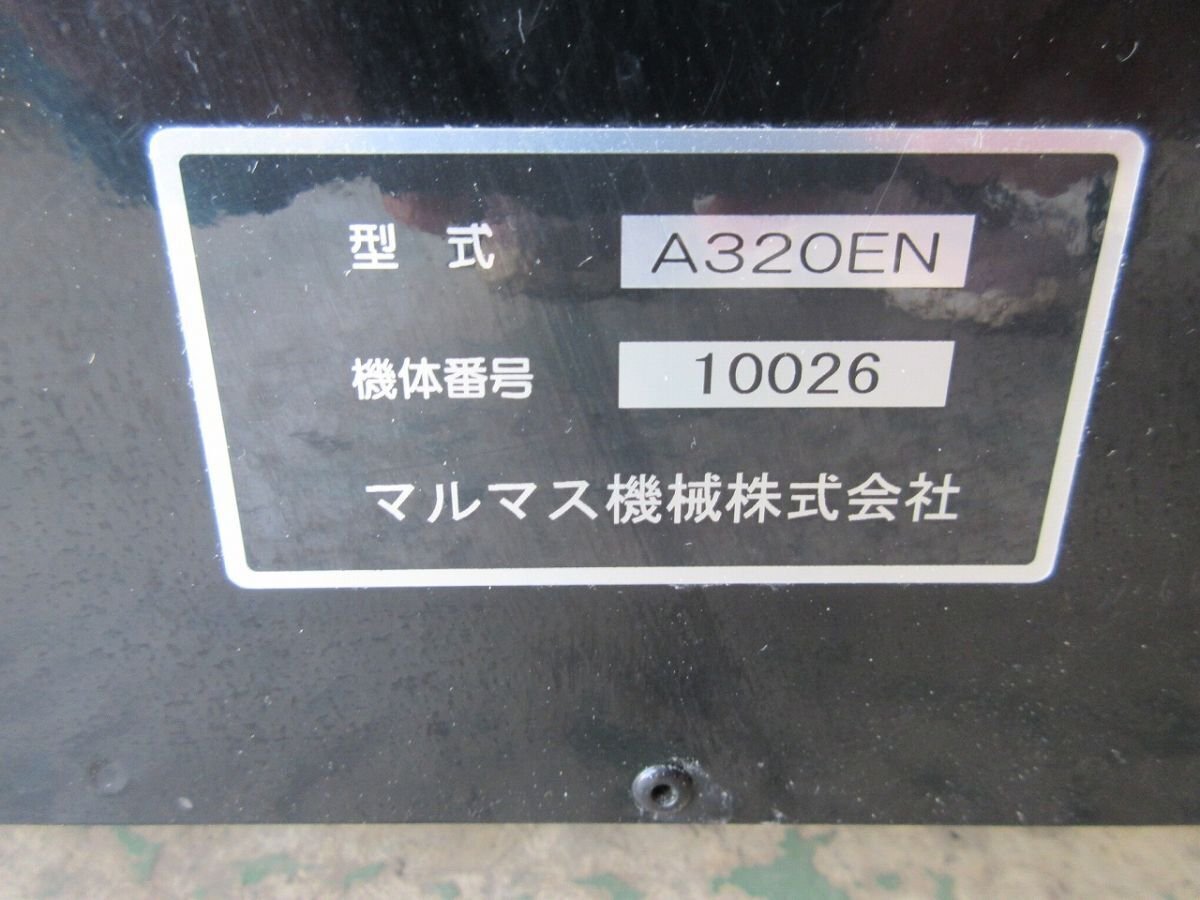 型 式 A320EN
機体番号 10026
マルマス機械株式会社